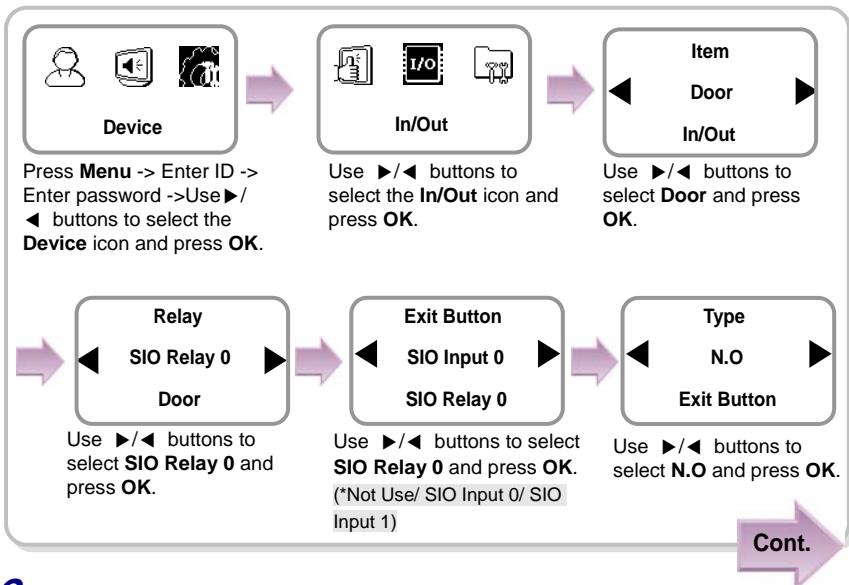 I/O
Device
In/Out
Item
◀ Door ▶
In/Out
Press Menu -> Enter ID ->
Enter password ->Use▶/
◀ buttons to select the
Device icon and press OK.
Use ▶/◀ buttons to
select the In/Out icon and
press OK.
Use ▶/◀ buttons to
select Door and press
OK.
Relay
◀ SIO Relay 0 ▶
Door
Exit Button
◀ SIO Input 0 ▶
SIO Relay 0
Type
◀ N.O ▶
Exit Button
Use ▶/◀ buttons to
select SIO Relay 0 and
press OK.
Use ▶/◀ buttons to select
SIO Relay 0 and press OK.
(*Not Use/ SIO Input 0/ SIO
Input 1)
Use ▶/◀ buttons to
select N.O and press OK.
Cont.